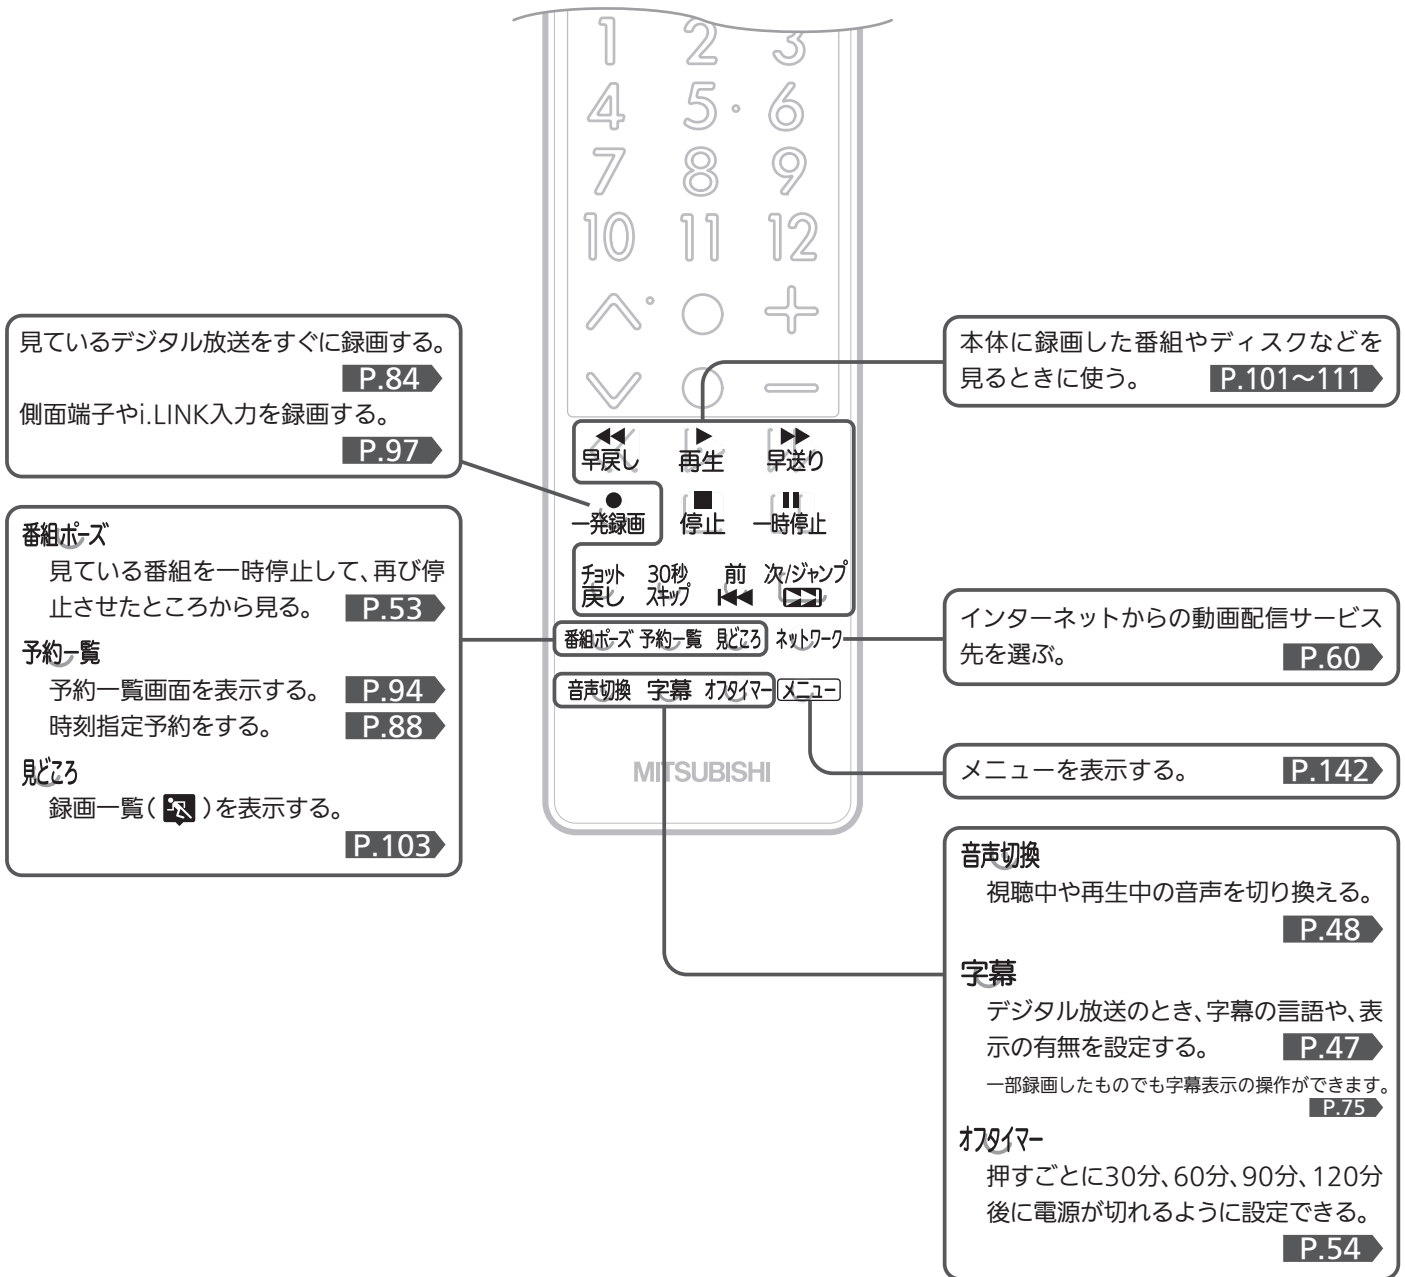 1 2 3
4 5 6
7 8 9
10 11 12
見ているデジタル放送をすぐに録画する。
P.84
側面端子やi.LINK入力を録画する。
P.97
番組ポーズ
見ている番組を一時停止して、再び停
止させたところから見る。 P.53
予約一覧
予約一覧画面を表示する。 P.94
時刻指定予約をする。 P.88
見どころ
録画一覧( )を表示する。
P.103
早戻し 再生 早送り
一発録画 停止 一時停止
チョット 30秒 前 次/ジャンプ
戻し スキップ
番組ポーズ 予約一覧 見どころ ネットワーク
音声切換 字幕 オフタイマー メニュー
MITSUBISHI
本体に録画した番組やディスクなどを
見るときに使う。 P.101~111
インターネットからの動画配信サービス
先を選ぶ。 P.60
メニューを表示する。 P.142
音声切換
視聴中や再生中の音声を切り換える。
P.48
字幕
デジタル放送のとき、字幕の言語や、表
示の有無を設定する。 P.47
一部録画したものでも字幕表示の操作ができます。
P.75
オフタイマー
押すごとに30分、60分、90分、120分
後に電源が切れるように設定できる。
P.54